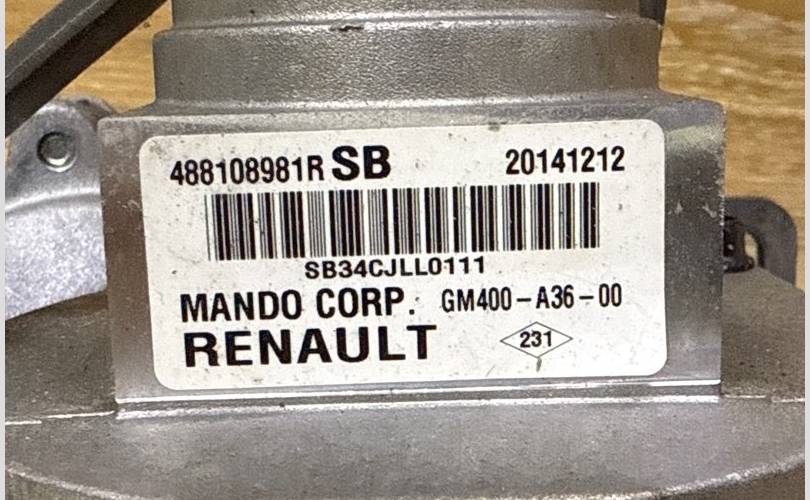 488108981R SB 20141212
SB34CJLL0111
MANDO CORP. GM400-A36-00
RENAULT 231